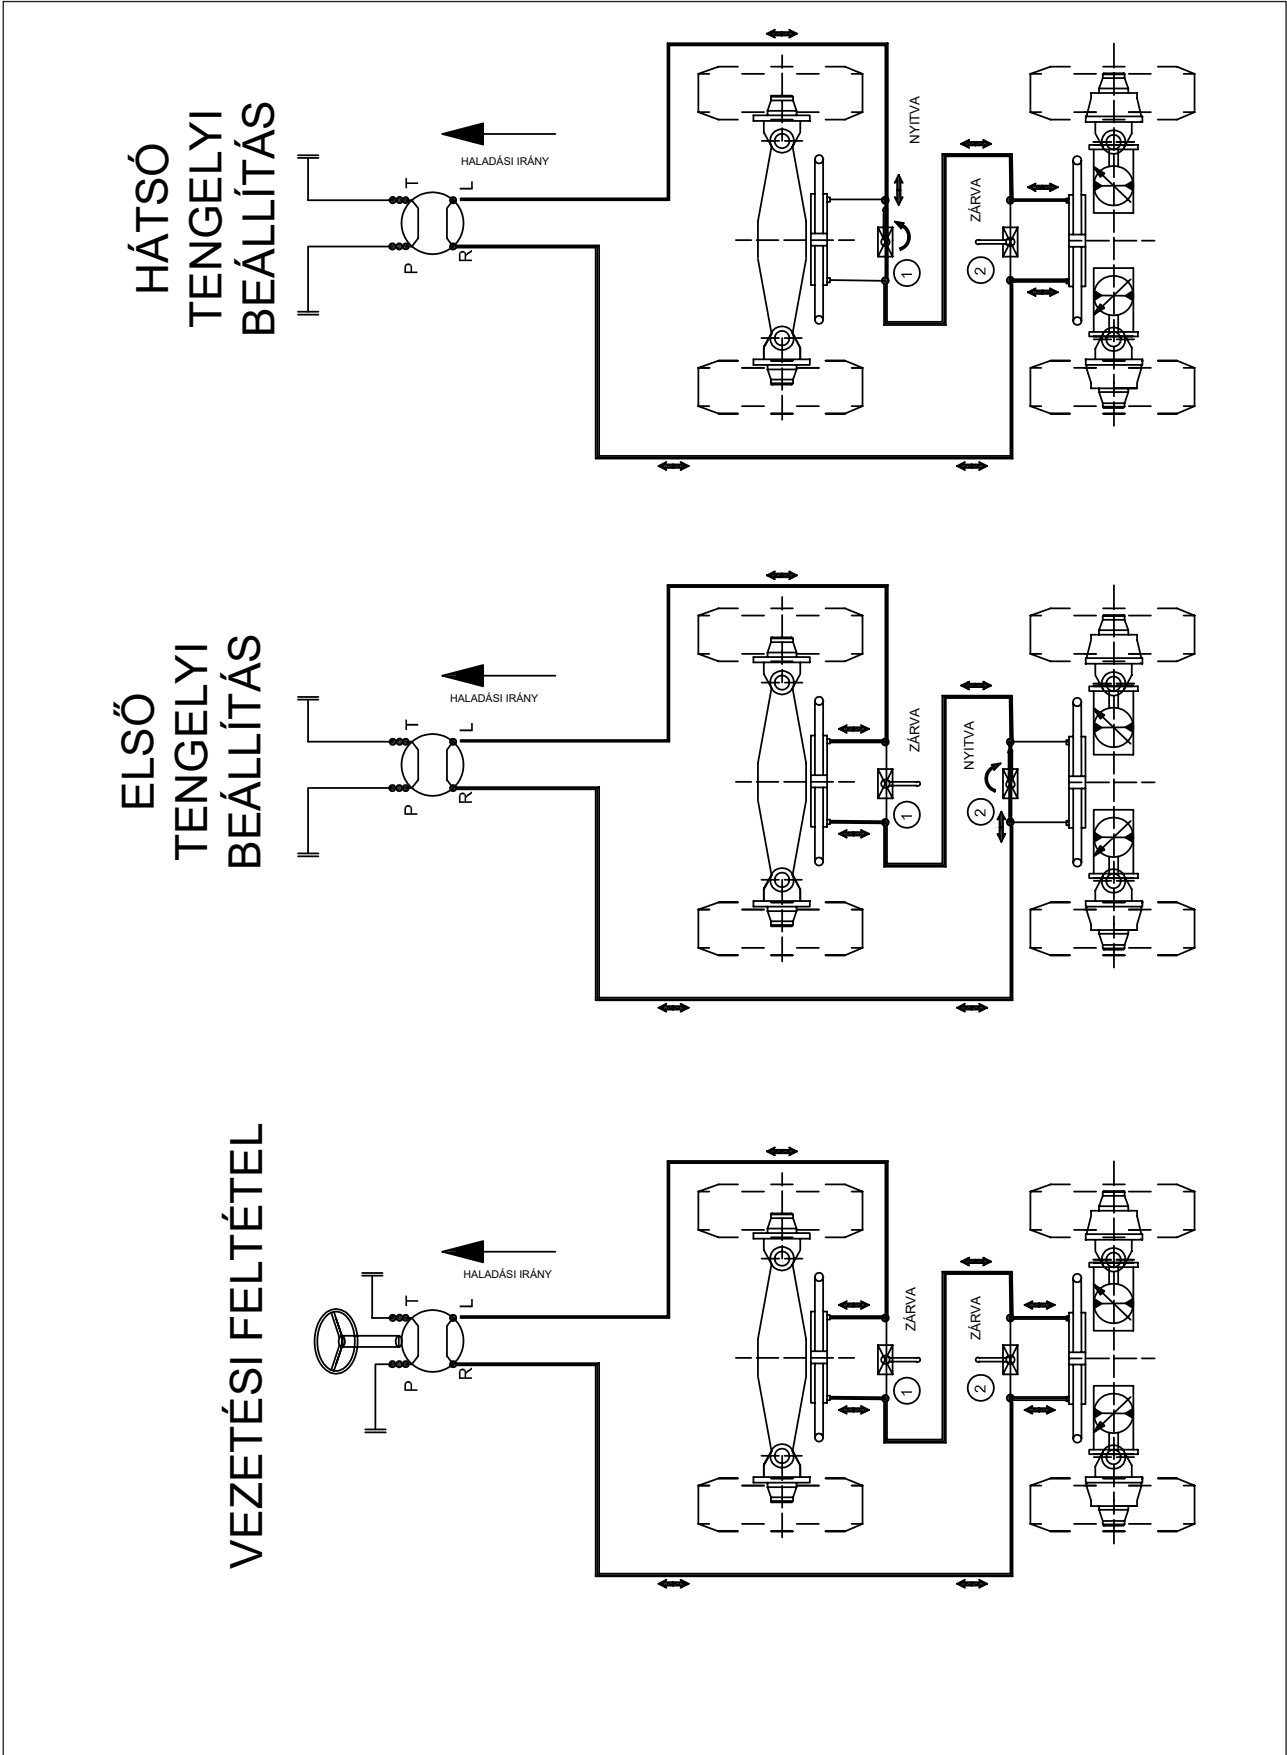 HÁTSÓ
TENGELYI
BEÁLLÍTÁS
HALADÁSI IRÁNY
P
T
R
L
NYITVA
1
ZÁRVA
2
ELSŐ
TENGELYI
BEÁLLÍTÁS
HALADÁSI IRÁNY
P
T
R
L
ZÁRVA
1
NYITVA
2
VEZETÉSI FELTÉTEL
HALADÁSI IRÁNY
P
T
R
L
ZÁRVA
1
ZÁRVA
2